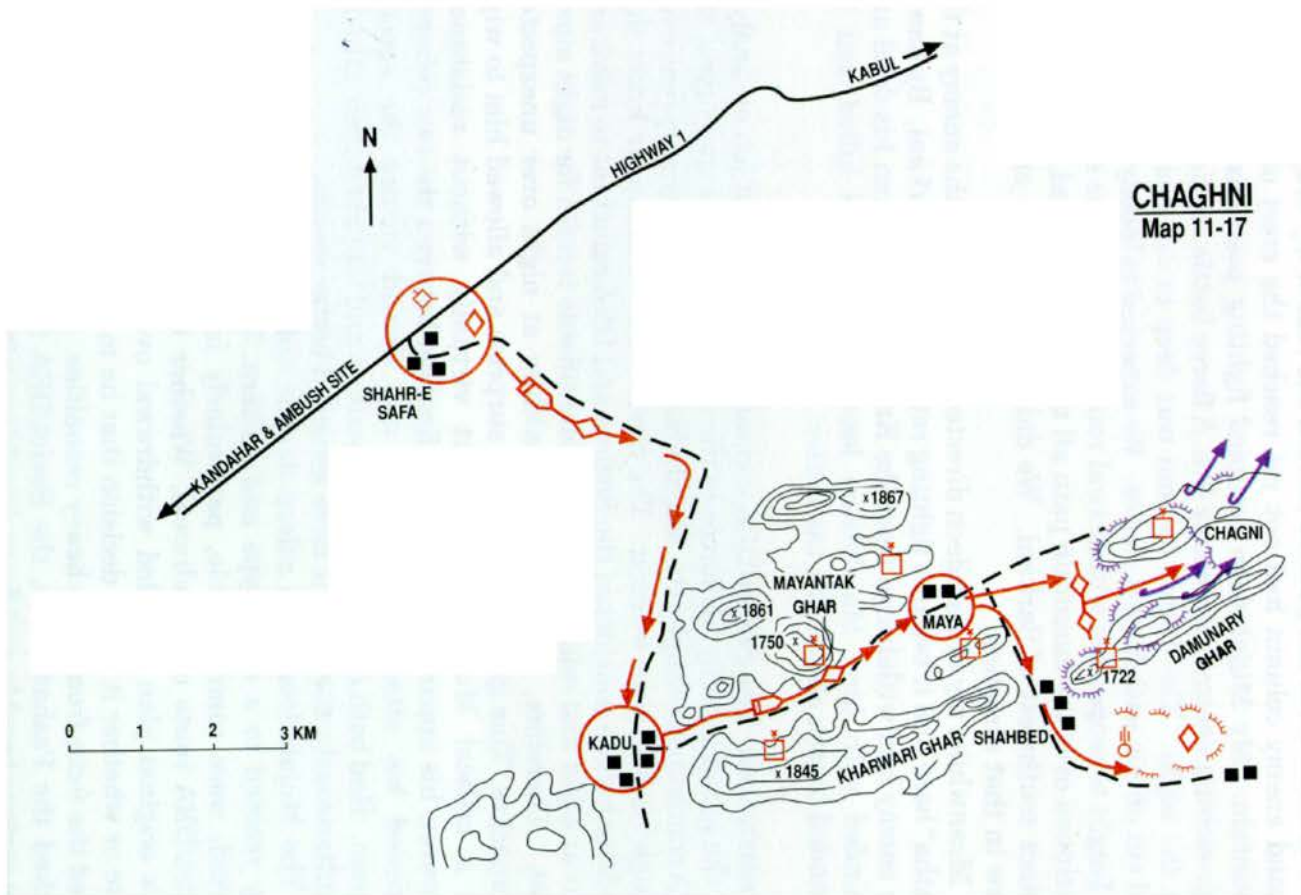 KABUL
N
HIGHWAY 1
CHAGHNI
Map 11-17
SHAHR-E
SAFA
KANDAHAR & AMBUSH SITE
x1867
CHAGNI
MAYANTAK
GHAR
x1861
MAYA
1750 x
DAMUNARY
GHAR
x1722
0 1 2 3 KM
KADU
SHAHBED
KHARWARI GHAR
x1845